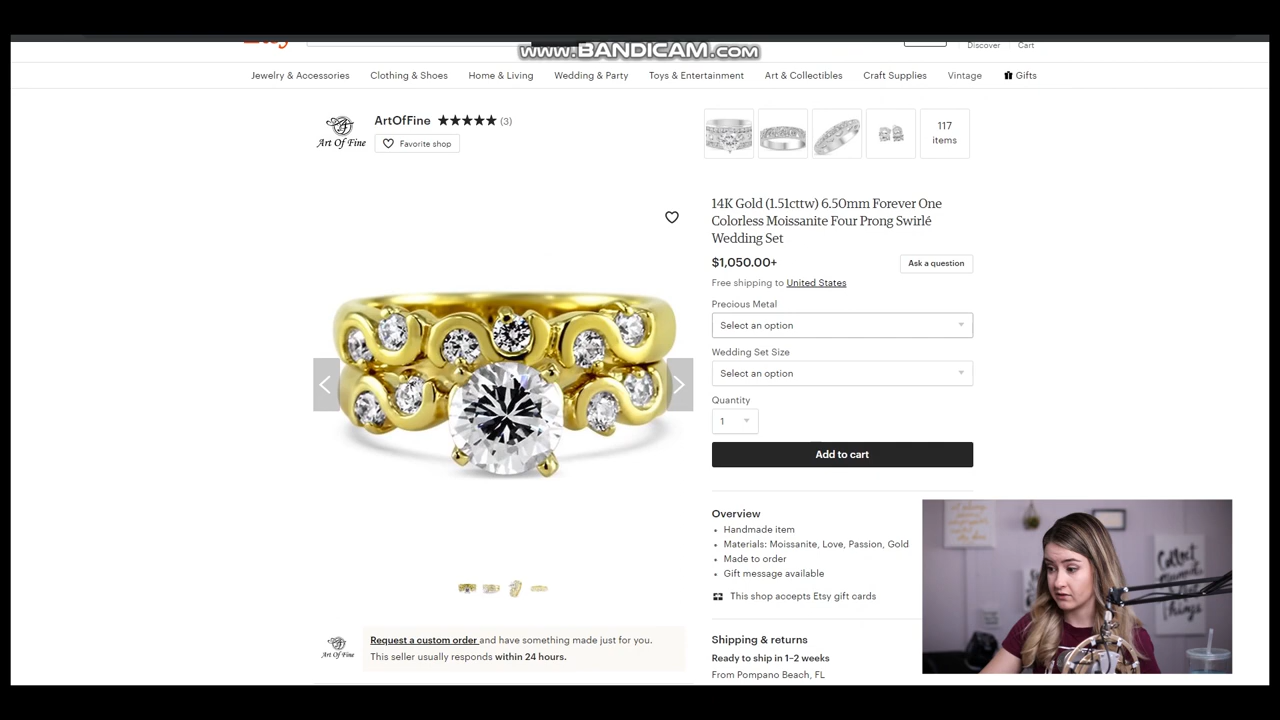 www.BANDICAM.com
Discover
Cart
Jewelry & Accessories
Clothing & Shoes
Home & Living
Wedding & Party
Toys & Entertainment
Art & Collectibles
Craft Supplies
Vintage
Gifts
Art Of Fine
ArtOfFine ★★★★★ (3)
Favorite shop
117
items
14K Gold (1.51cttw) 6.50mm Forever One
Colorless Moissanite Four Prong Swirlé
Wedding Set
$1,050.00+
Ask a question
Free shipping to United States
Precious Metal
Select an option
Wedding Set Size
Select an option
Quantity
1
Add to cart
Overview
• Handmade item
• Materials: Moissanite, Love, Passion, Gold
• Made to order
• Gift message available
This shop accepts Etsy gift cards
Shipping & returns
Ready to ship in 1–2 weeks
From Pompano Beach, FL
Art Of Fine
Request a custom order and have something made just for you.
This seller usually responds within 24 hours.
Collect
moments
things